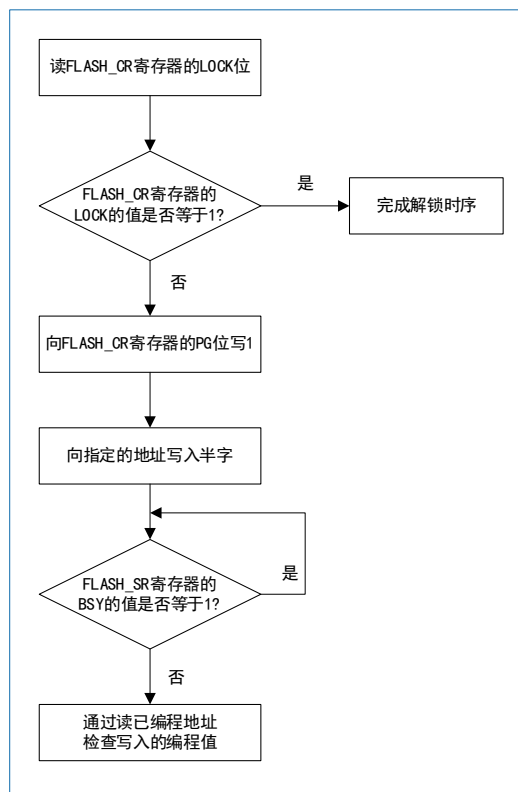 读FLASH_CR寄存器的LOCK位
FLASH_CR寄存器的
LOCK的值是否等于1?
是
完成解锁时序
否
向FLASH_CR寄存器的PG位写1
向指定的地址写入半字
FLASH_SR寄存器的
BSY的值是否等于1?
是
否
通过读已编程地址
检查写入的编程值